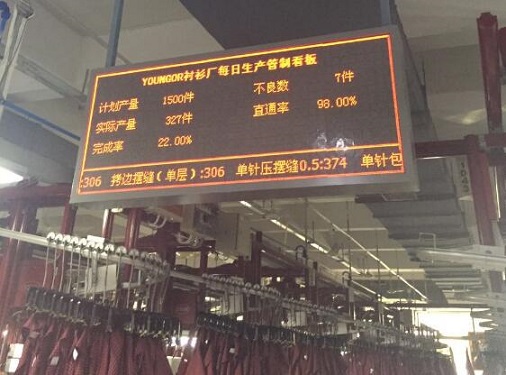 YOUNGOR衬衫厂每日生产管制看板
计划产量 1500件 不良数 7件
实际产量 327件 直通率 98.00%
完成率 22.00%
:306 拷边摆缝(单层):306 单针压摆缝0.5:374 单针包